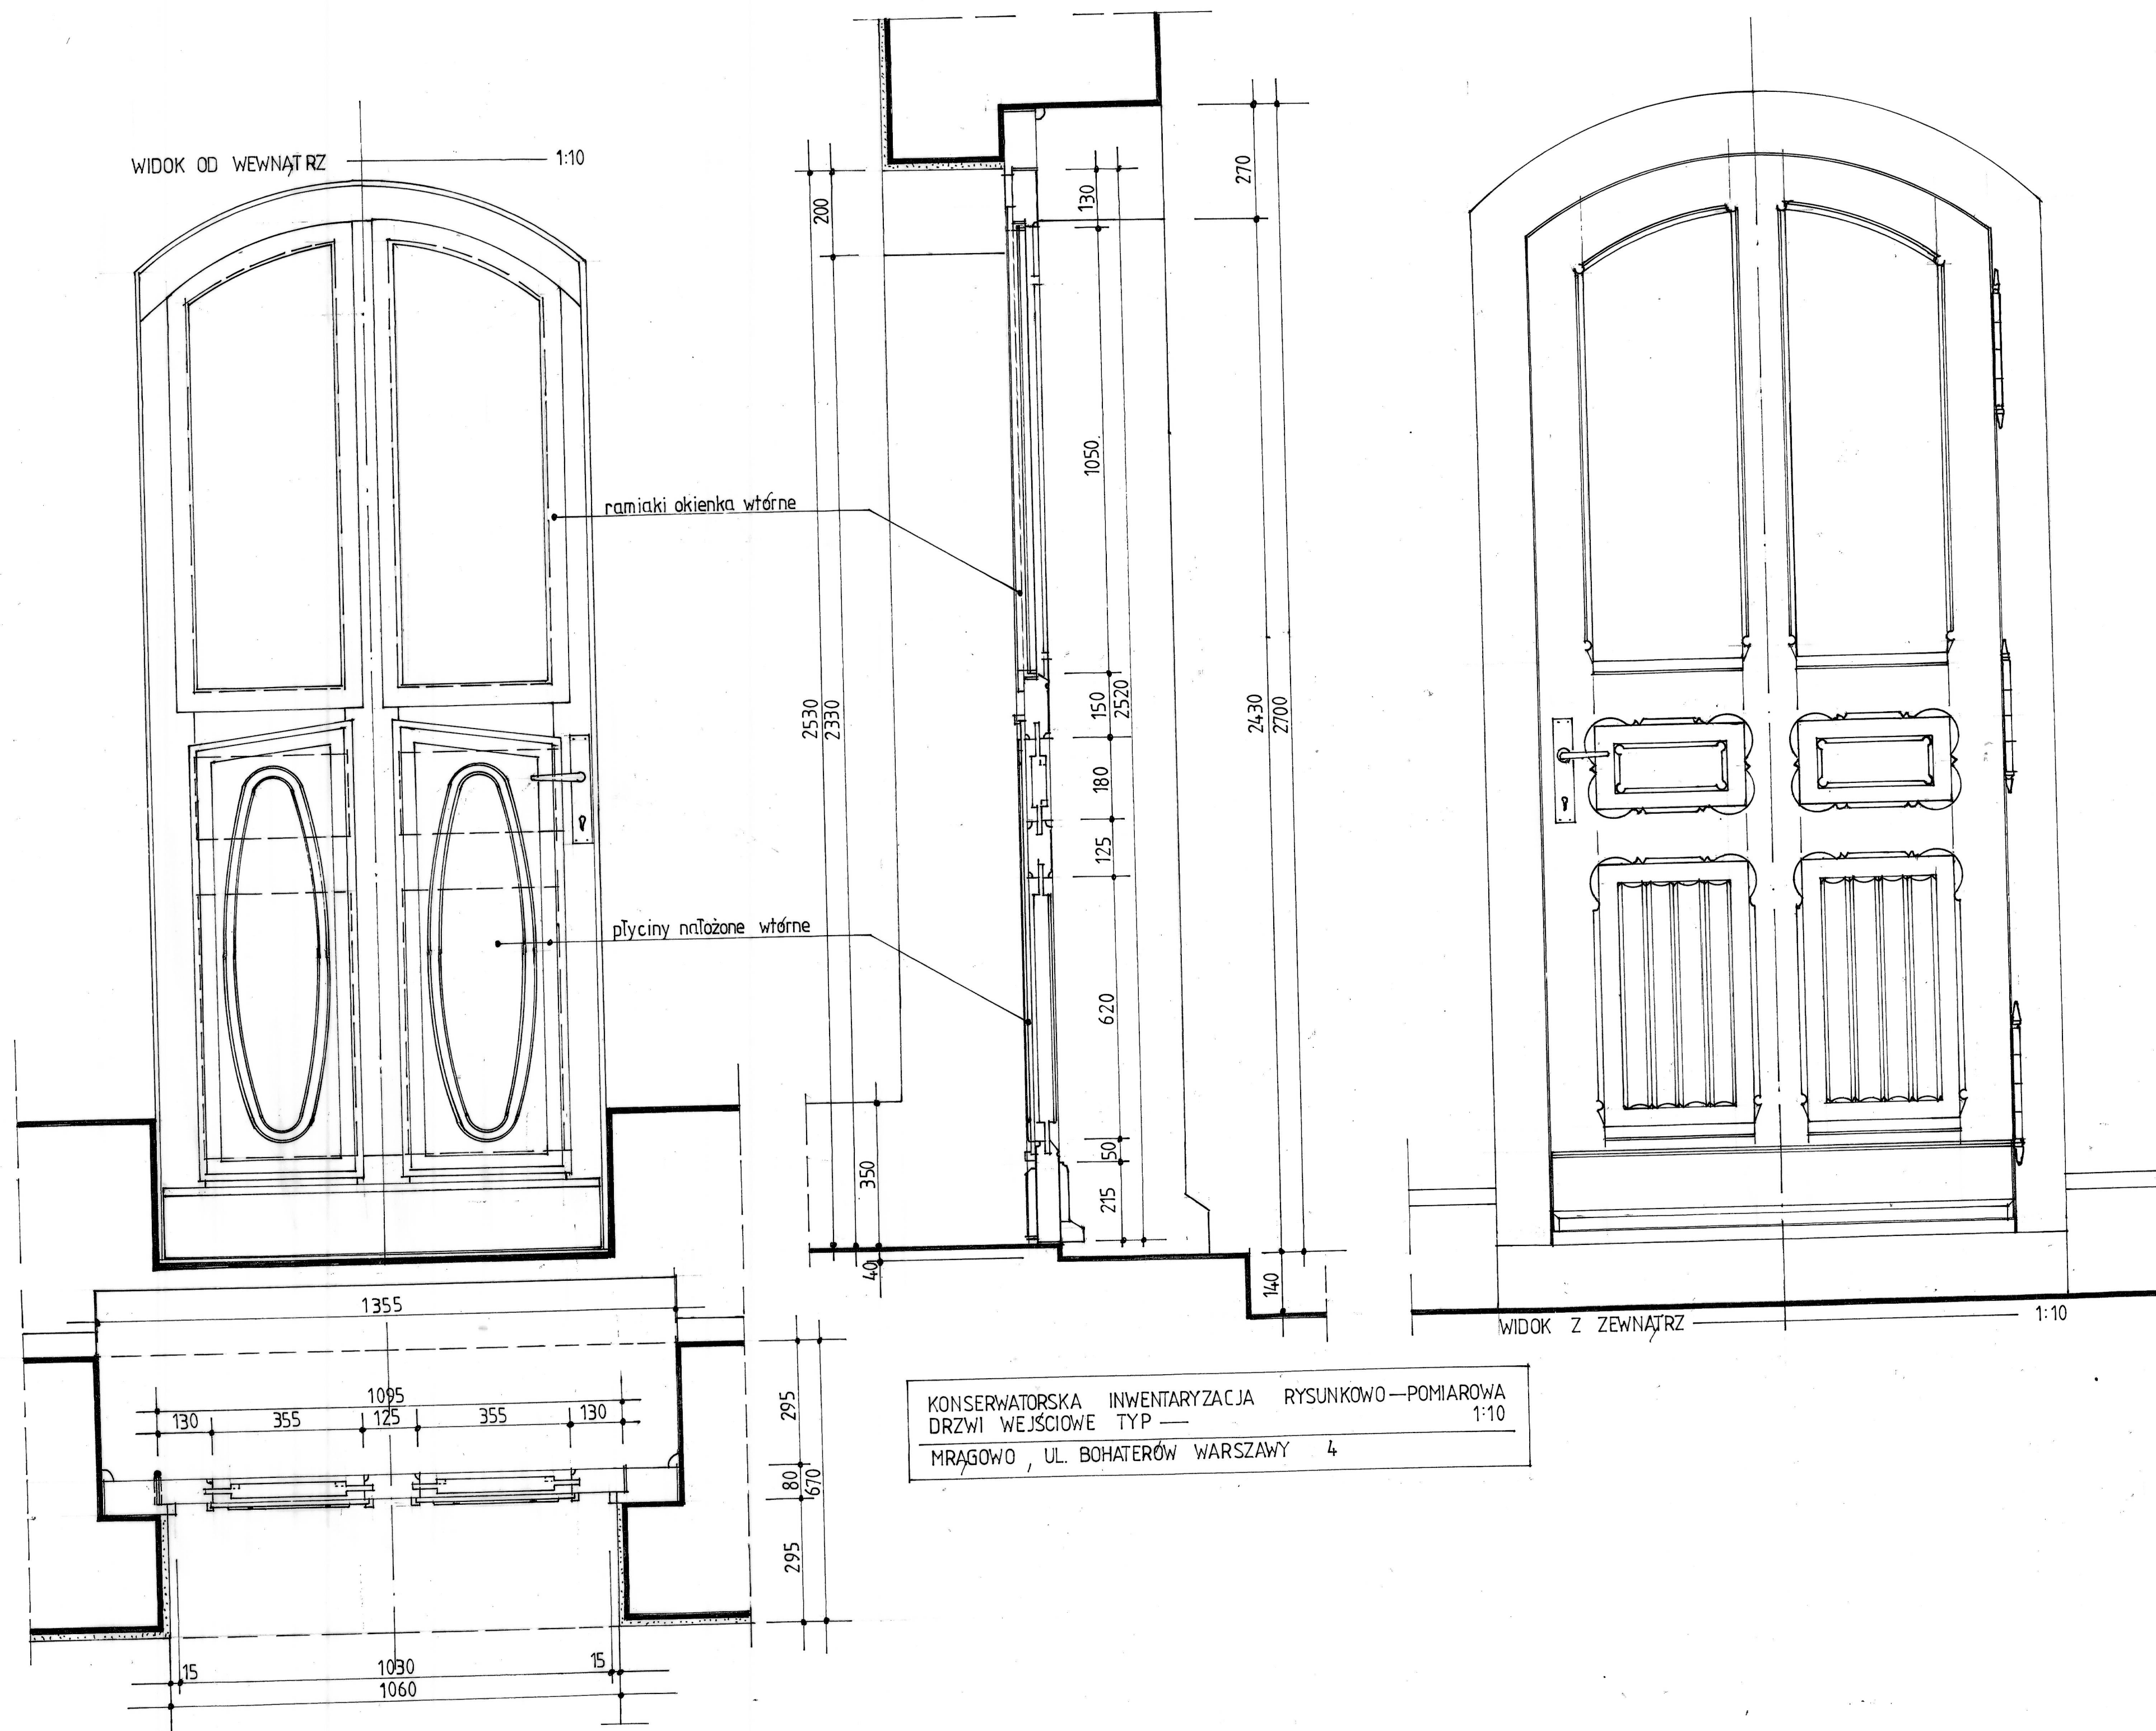 WIDOK OD WEWNĄTRZ 1:10
200
2530
2330
350
40
130
1050
150
2520
180
125
620
50
215
270
2430
2700
140
ramiaki okienka wtórne
płyciny nałożone wtórne
WIDOK Z ZEWNĄTRZ 1:10
1355
1095
130 355 125 355 130
295
80
670
295
15 1030 15
1060
KONSERWATORSKA INWENTARYZACJA RYSUNKOWO—POMIAROWA
DRZWI WEJŚCIOWE TYP — 1:10
MRĄGOWO, UL. BOHATERÓW WARSZAWY 4